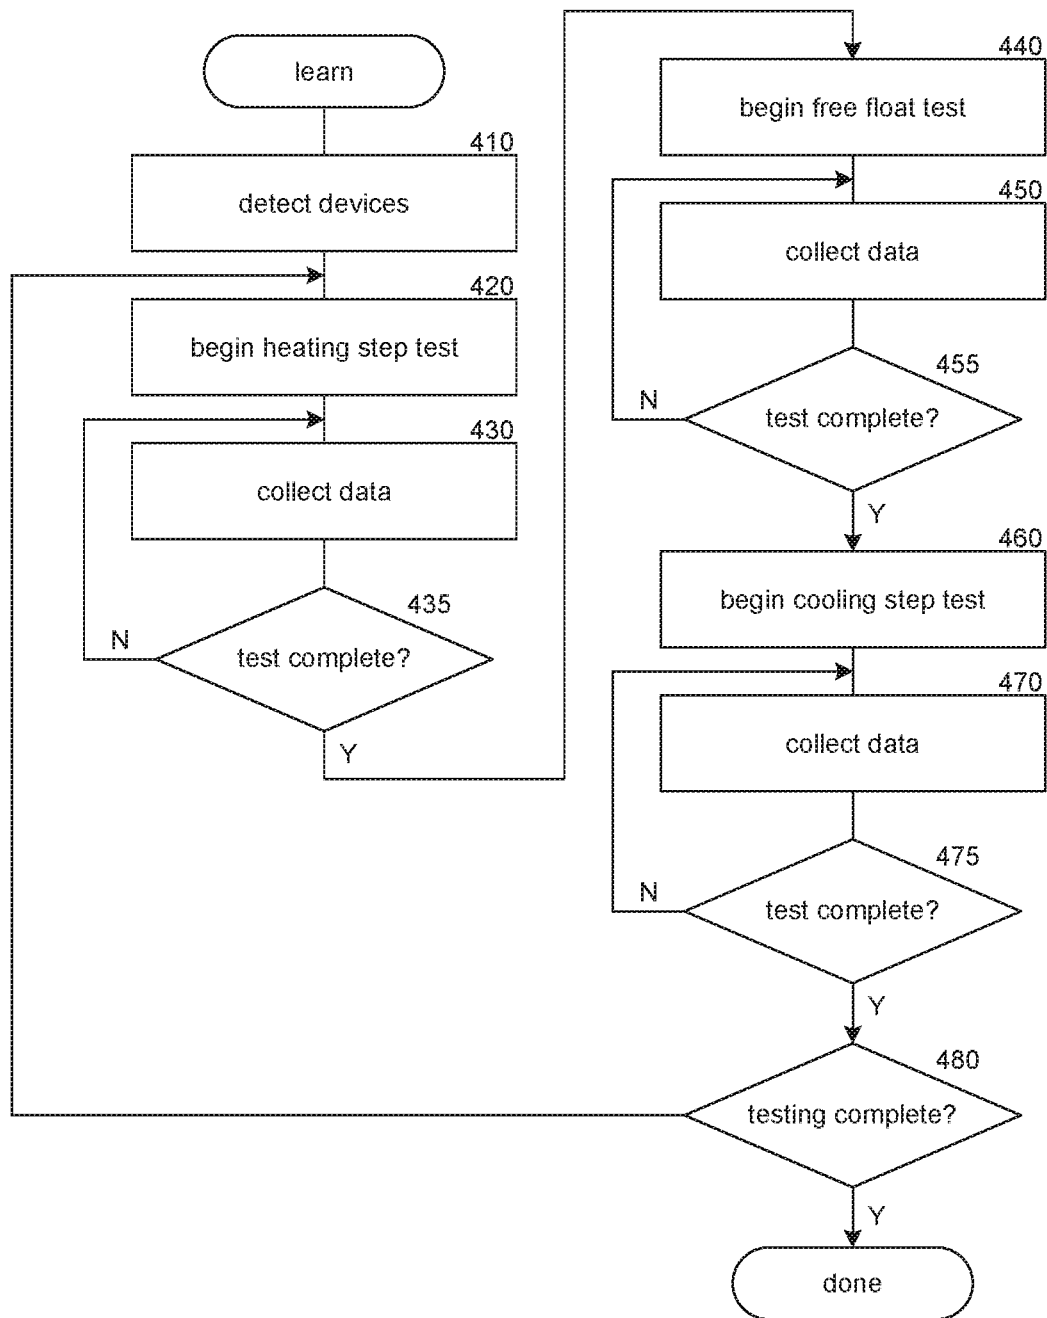 learn
410
detect devices
420
begin heating step test
430
collect data
435
test complete?
N
Y
440
begin free float test
450
collect data
455
test complete?
N
Y
460
begin cooling step test
470
collect data
475
test complete?
N
Y
480
testing complete?
Y
done